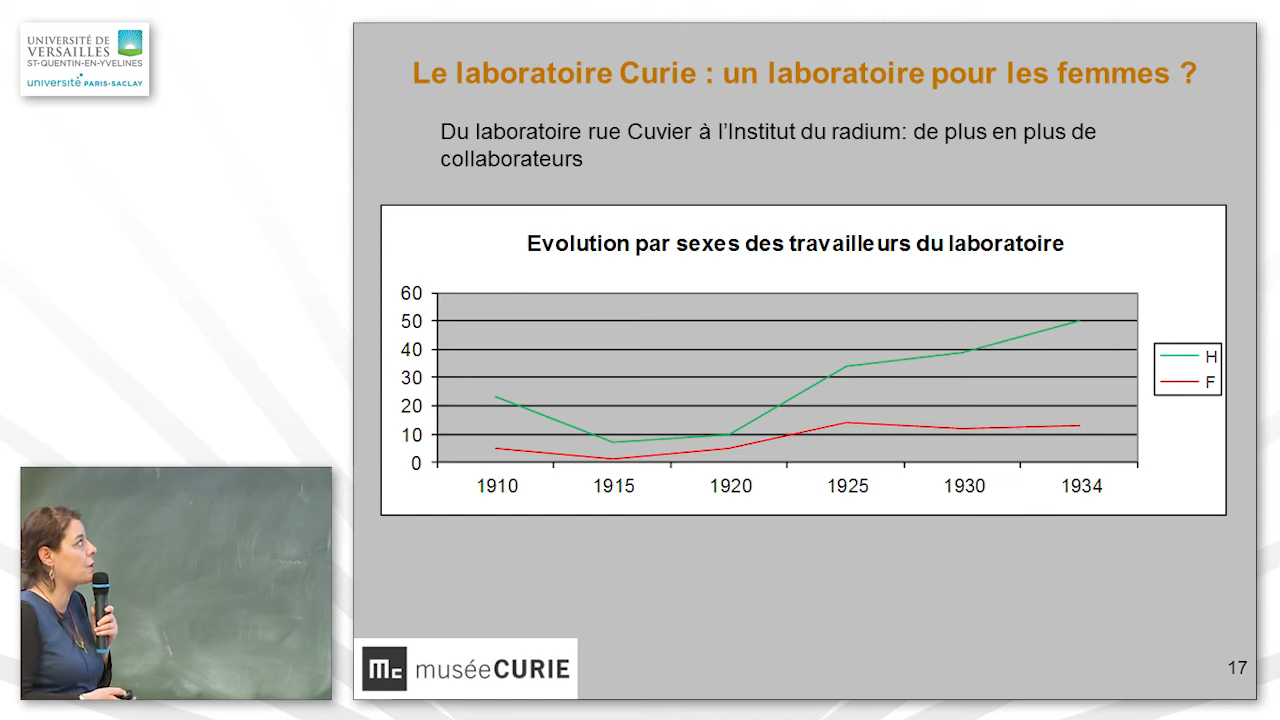 UNIVERSITÉ DE
VERSAILLES
ST-QUENTIN-EN-YVELINES
université PARIS-SACLAY
Le laboratoire Curie : un laboratoire pour les femmes ?
Du laboratoire rue Cuvier à l’Institut du radium: de plus en plus de
collaborateurs
Evolution par sexes des travailleurs du laboratoire
60
50
40
30
20
10
0
1910 1915 1920 1925 1930 1934
H
F
Mc muséeCURIE
17